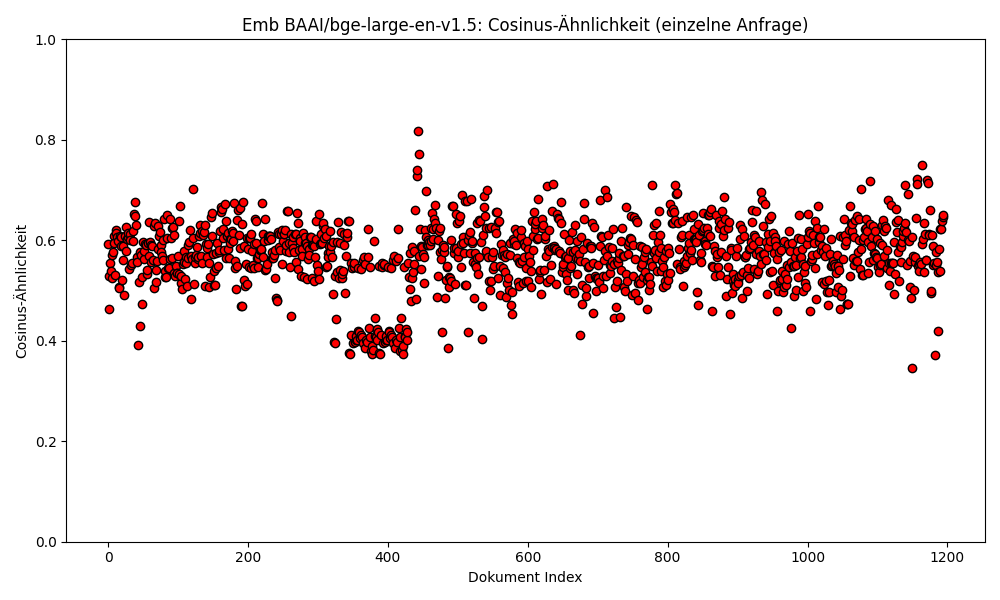 Emb BAAI/bge-large-en-v1.5: Cosinus-Ähnlichkeit (einzelne Anfrage)
1.0
0.8
0.6
0.4
0.2
0.0
Cosinus-Ähnlichkeit
0 200 400 600 800 1000 1200
Dokument Index